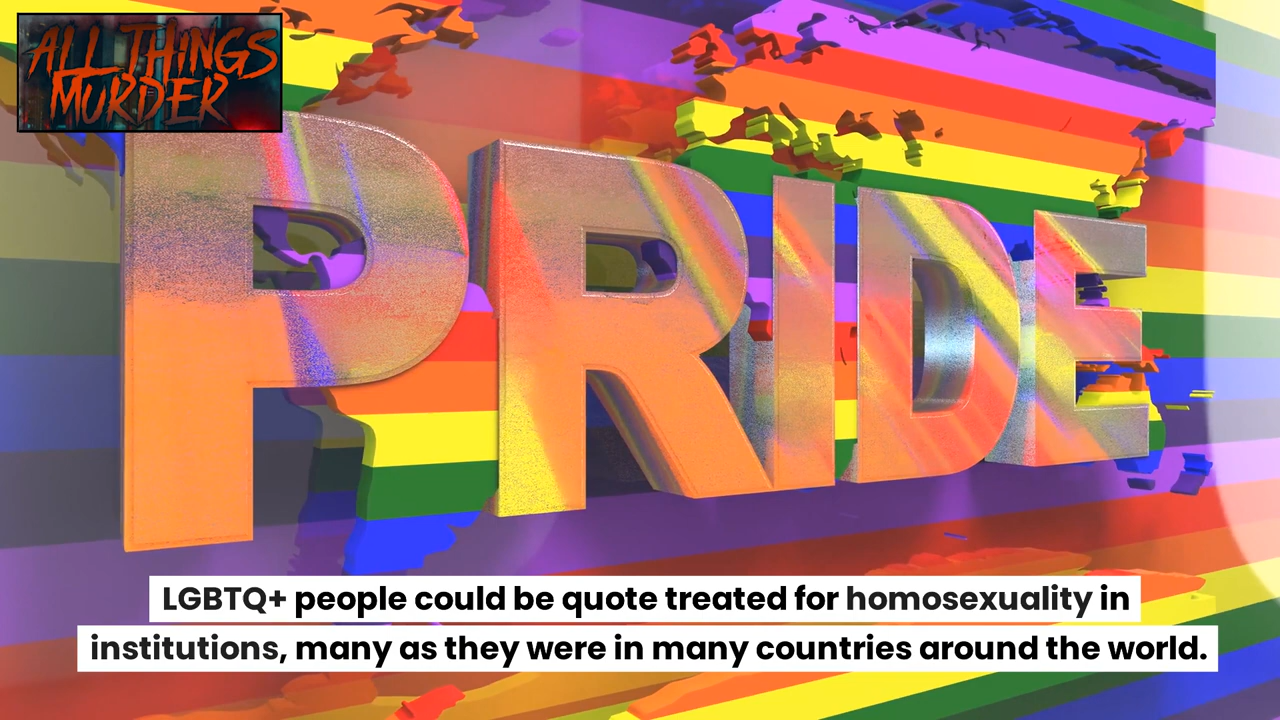 ALL THINGS
MURDER
PRIDE
LGBTQ+ people could be quote treated for homosexuality in
institutions, many as they were in many countries around the world.